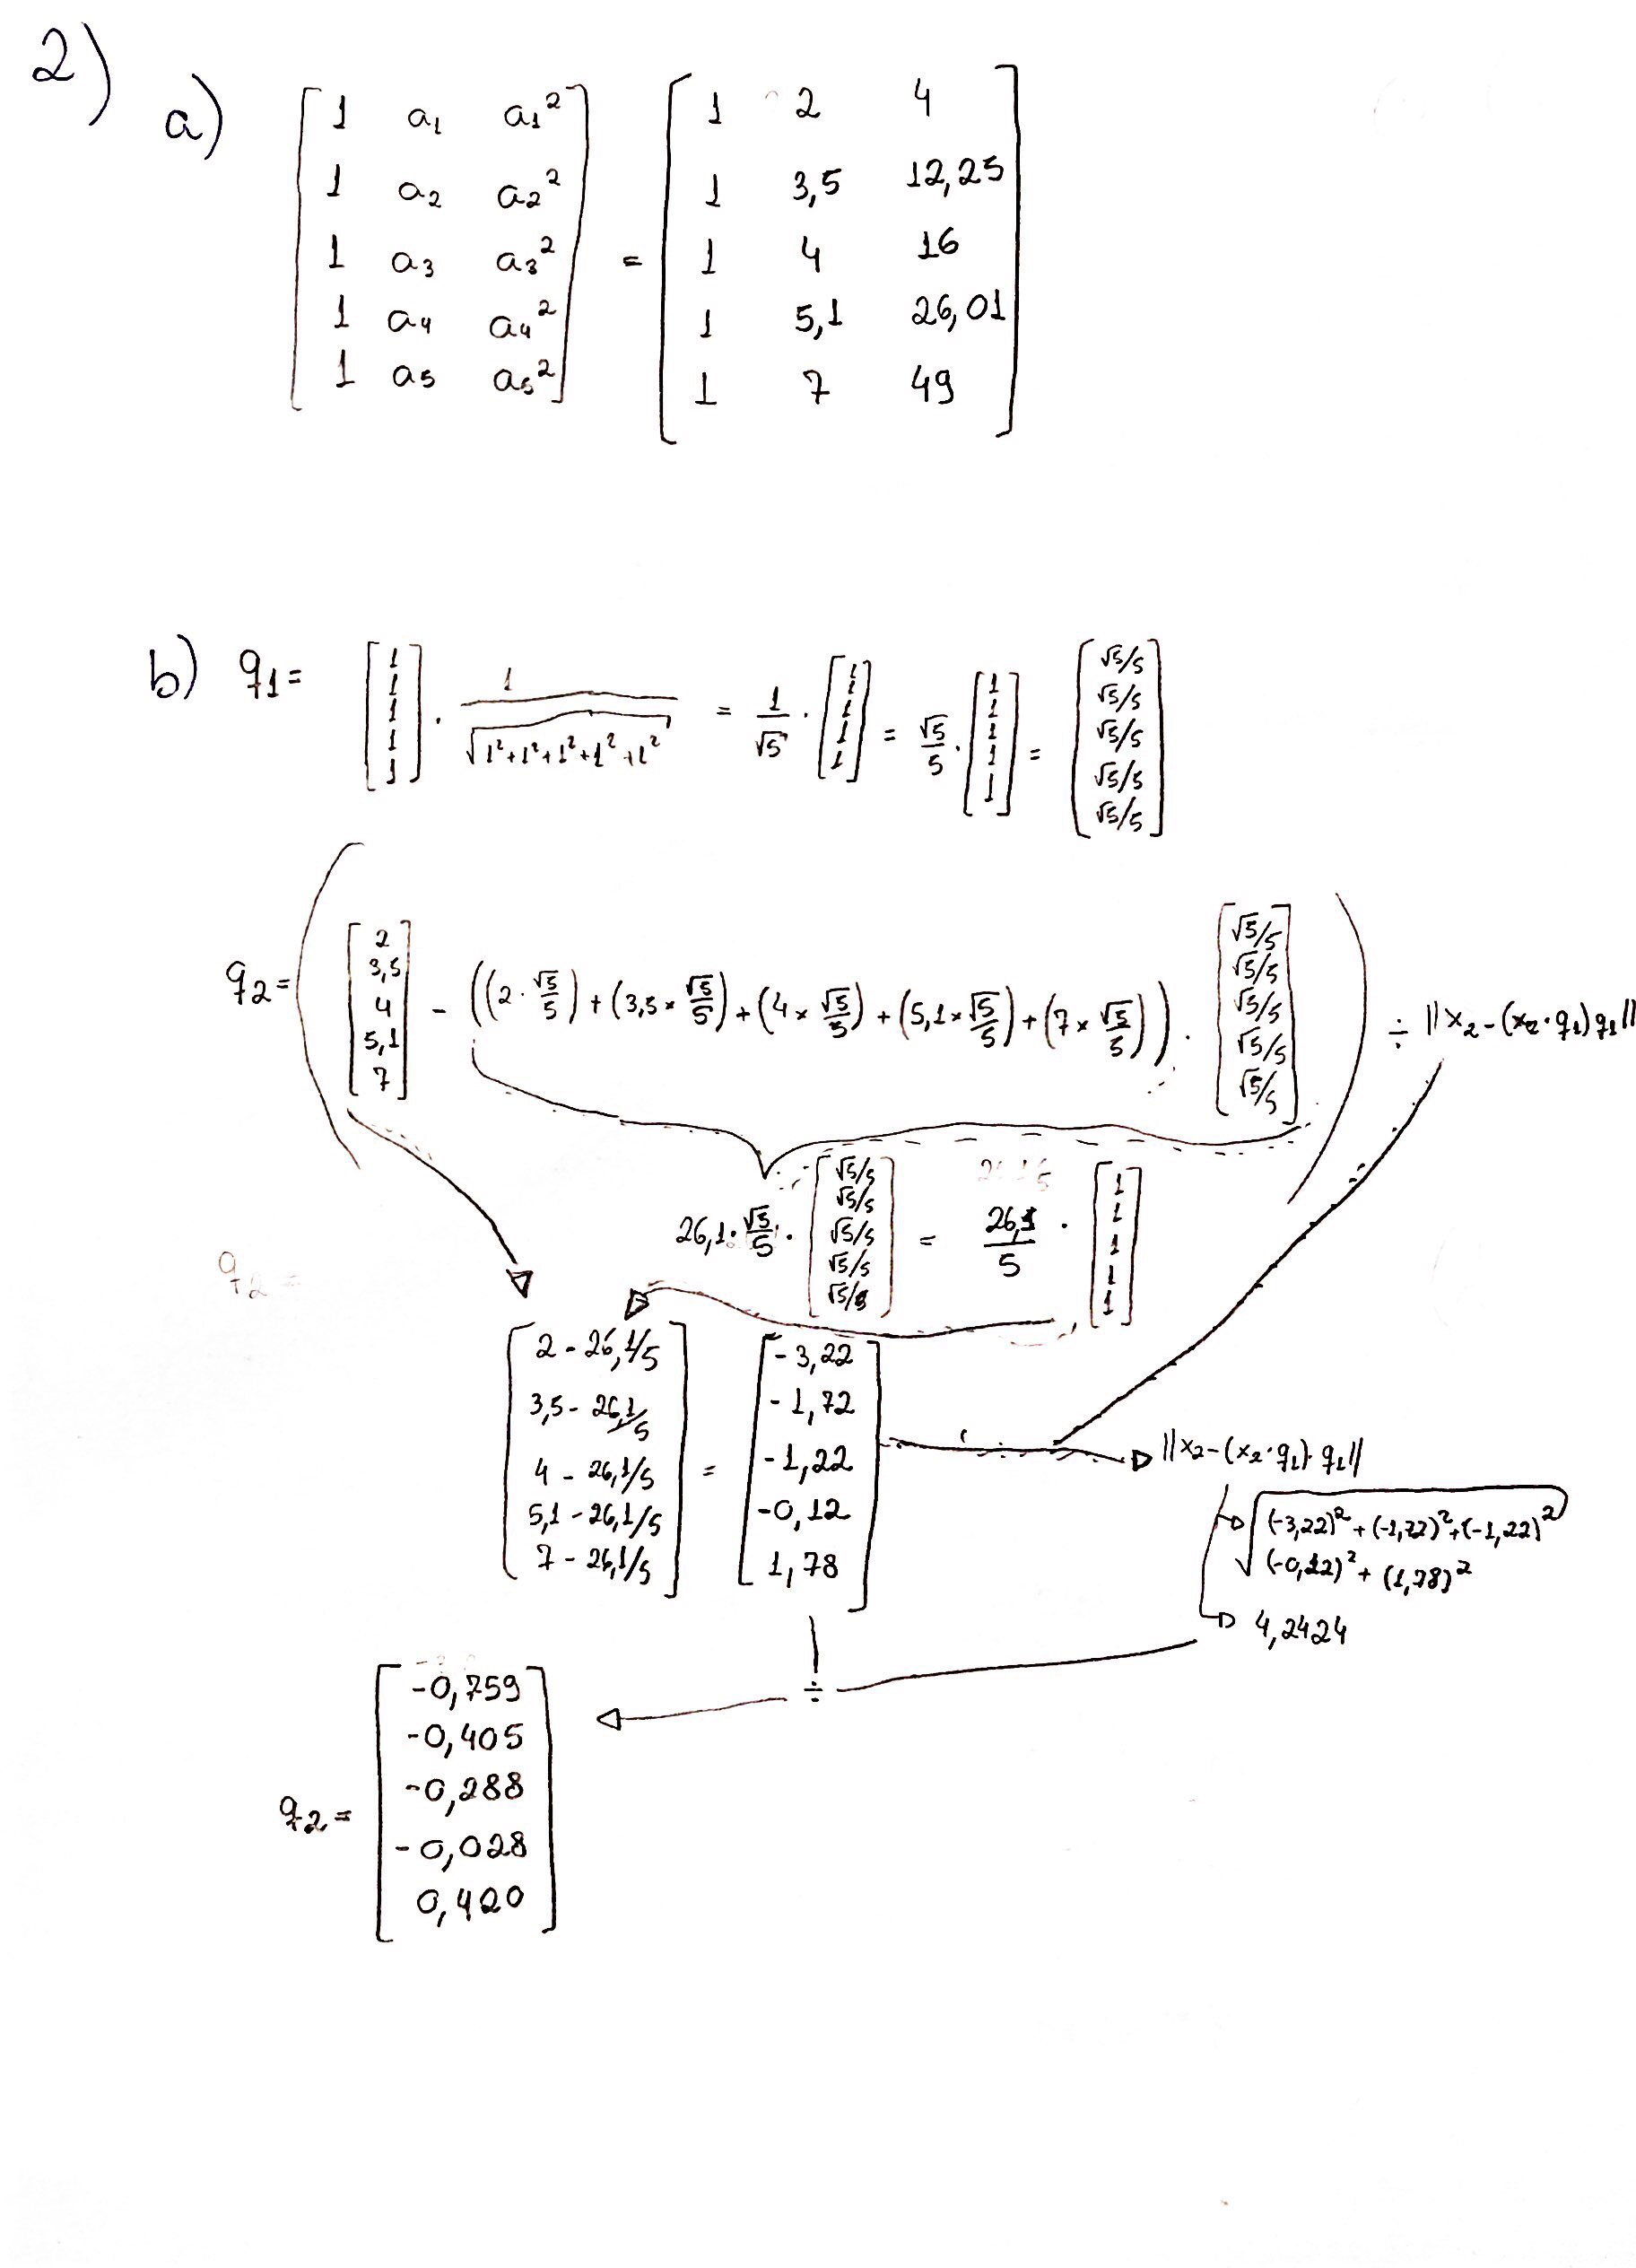 2)
a) [1 a₁ a₁²] = [1 2 4]
[1 a₂ a₂²] [1 3,5 12,25]
[1 a₃ a₃²] [1 4 16]
[1 a₄ a₄²] [1 5,1 26,01]
[1 a₅ a₅²] [1 7 49]
b) q₁ = [1 1 1 1 1] · 1/√(1²+1²+1²+1²+1²) = 1/√5 · [1 1 1 1 1] = √5/5 · [1 1 1 1 1] = [√5/5 √5/5 √5/5 √5/5 √5/5]
q₂ = ([2 3,5 4 5,1 7] - ((2·√5/5) + (3,5×√5/5) + (4×√5/5) + (5,1×√5/5) + (7×√5/5)) · [√5/5 √5/5 √5/5 √5/5 √5/5]) ÷ ||x₂-(x₂·q₁)q₁||
26,1·√5/5 · [√5/5 √5/5 √5/5 √5/5 √5/5] = 26,1/5 · [1 1 1 1 1]
q₂ =
[2 - 26,1/5] = [-3,22]
[3,5 - 26,1/5] [-1,72]
[4 - 26,1/5] [-1,22]
[5,1 - 26,1/5] [-0,12]
[7 - 26,1/5] [1,78]
||x₂-(x₂·q₁)·q₁||
√(-3,22)²+(-1,72)²+(-1,22)²
(-0,12)²+(1,78)²
4,2424
÷
q₂ = [-0,759]
[-0,405]
[-0,288]
[-0,028]
[0,420]